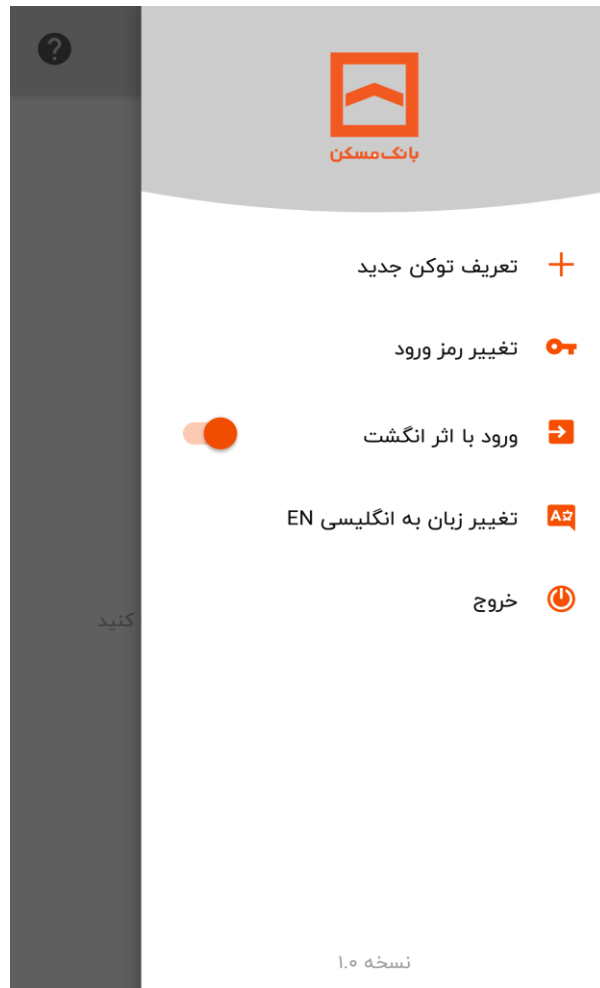 بانک مسکن
تعریف توکن جدید
تغییر رمز ورود
ورود با اثر انگشت
تغییر زبان به انگلیسی EN
خروج
کنید
نسخه ۱.۰